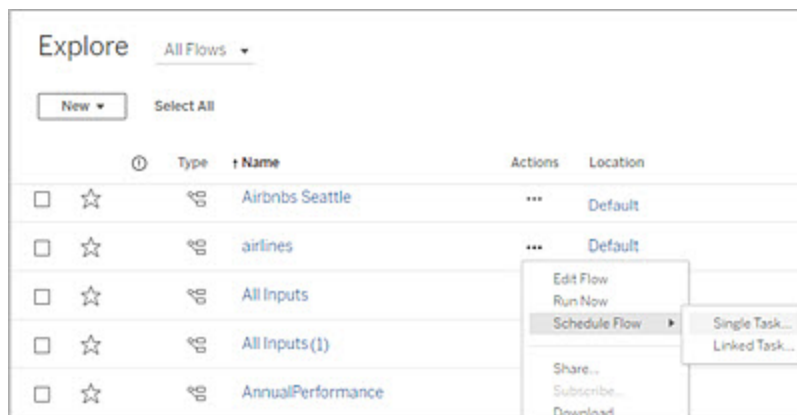 Explore All Flows
New Select All
Type ↑ Name Actions Location
Airbnbs Seattle ... Default
airlines ... Default
All Inputs
All Inputs (1)
AnnualPerformance
Edit Flow
Run Now
Schedule Flow
Single Task...
Linked Task...
Share...
Subscribe...
Download